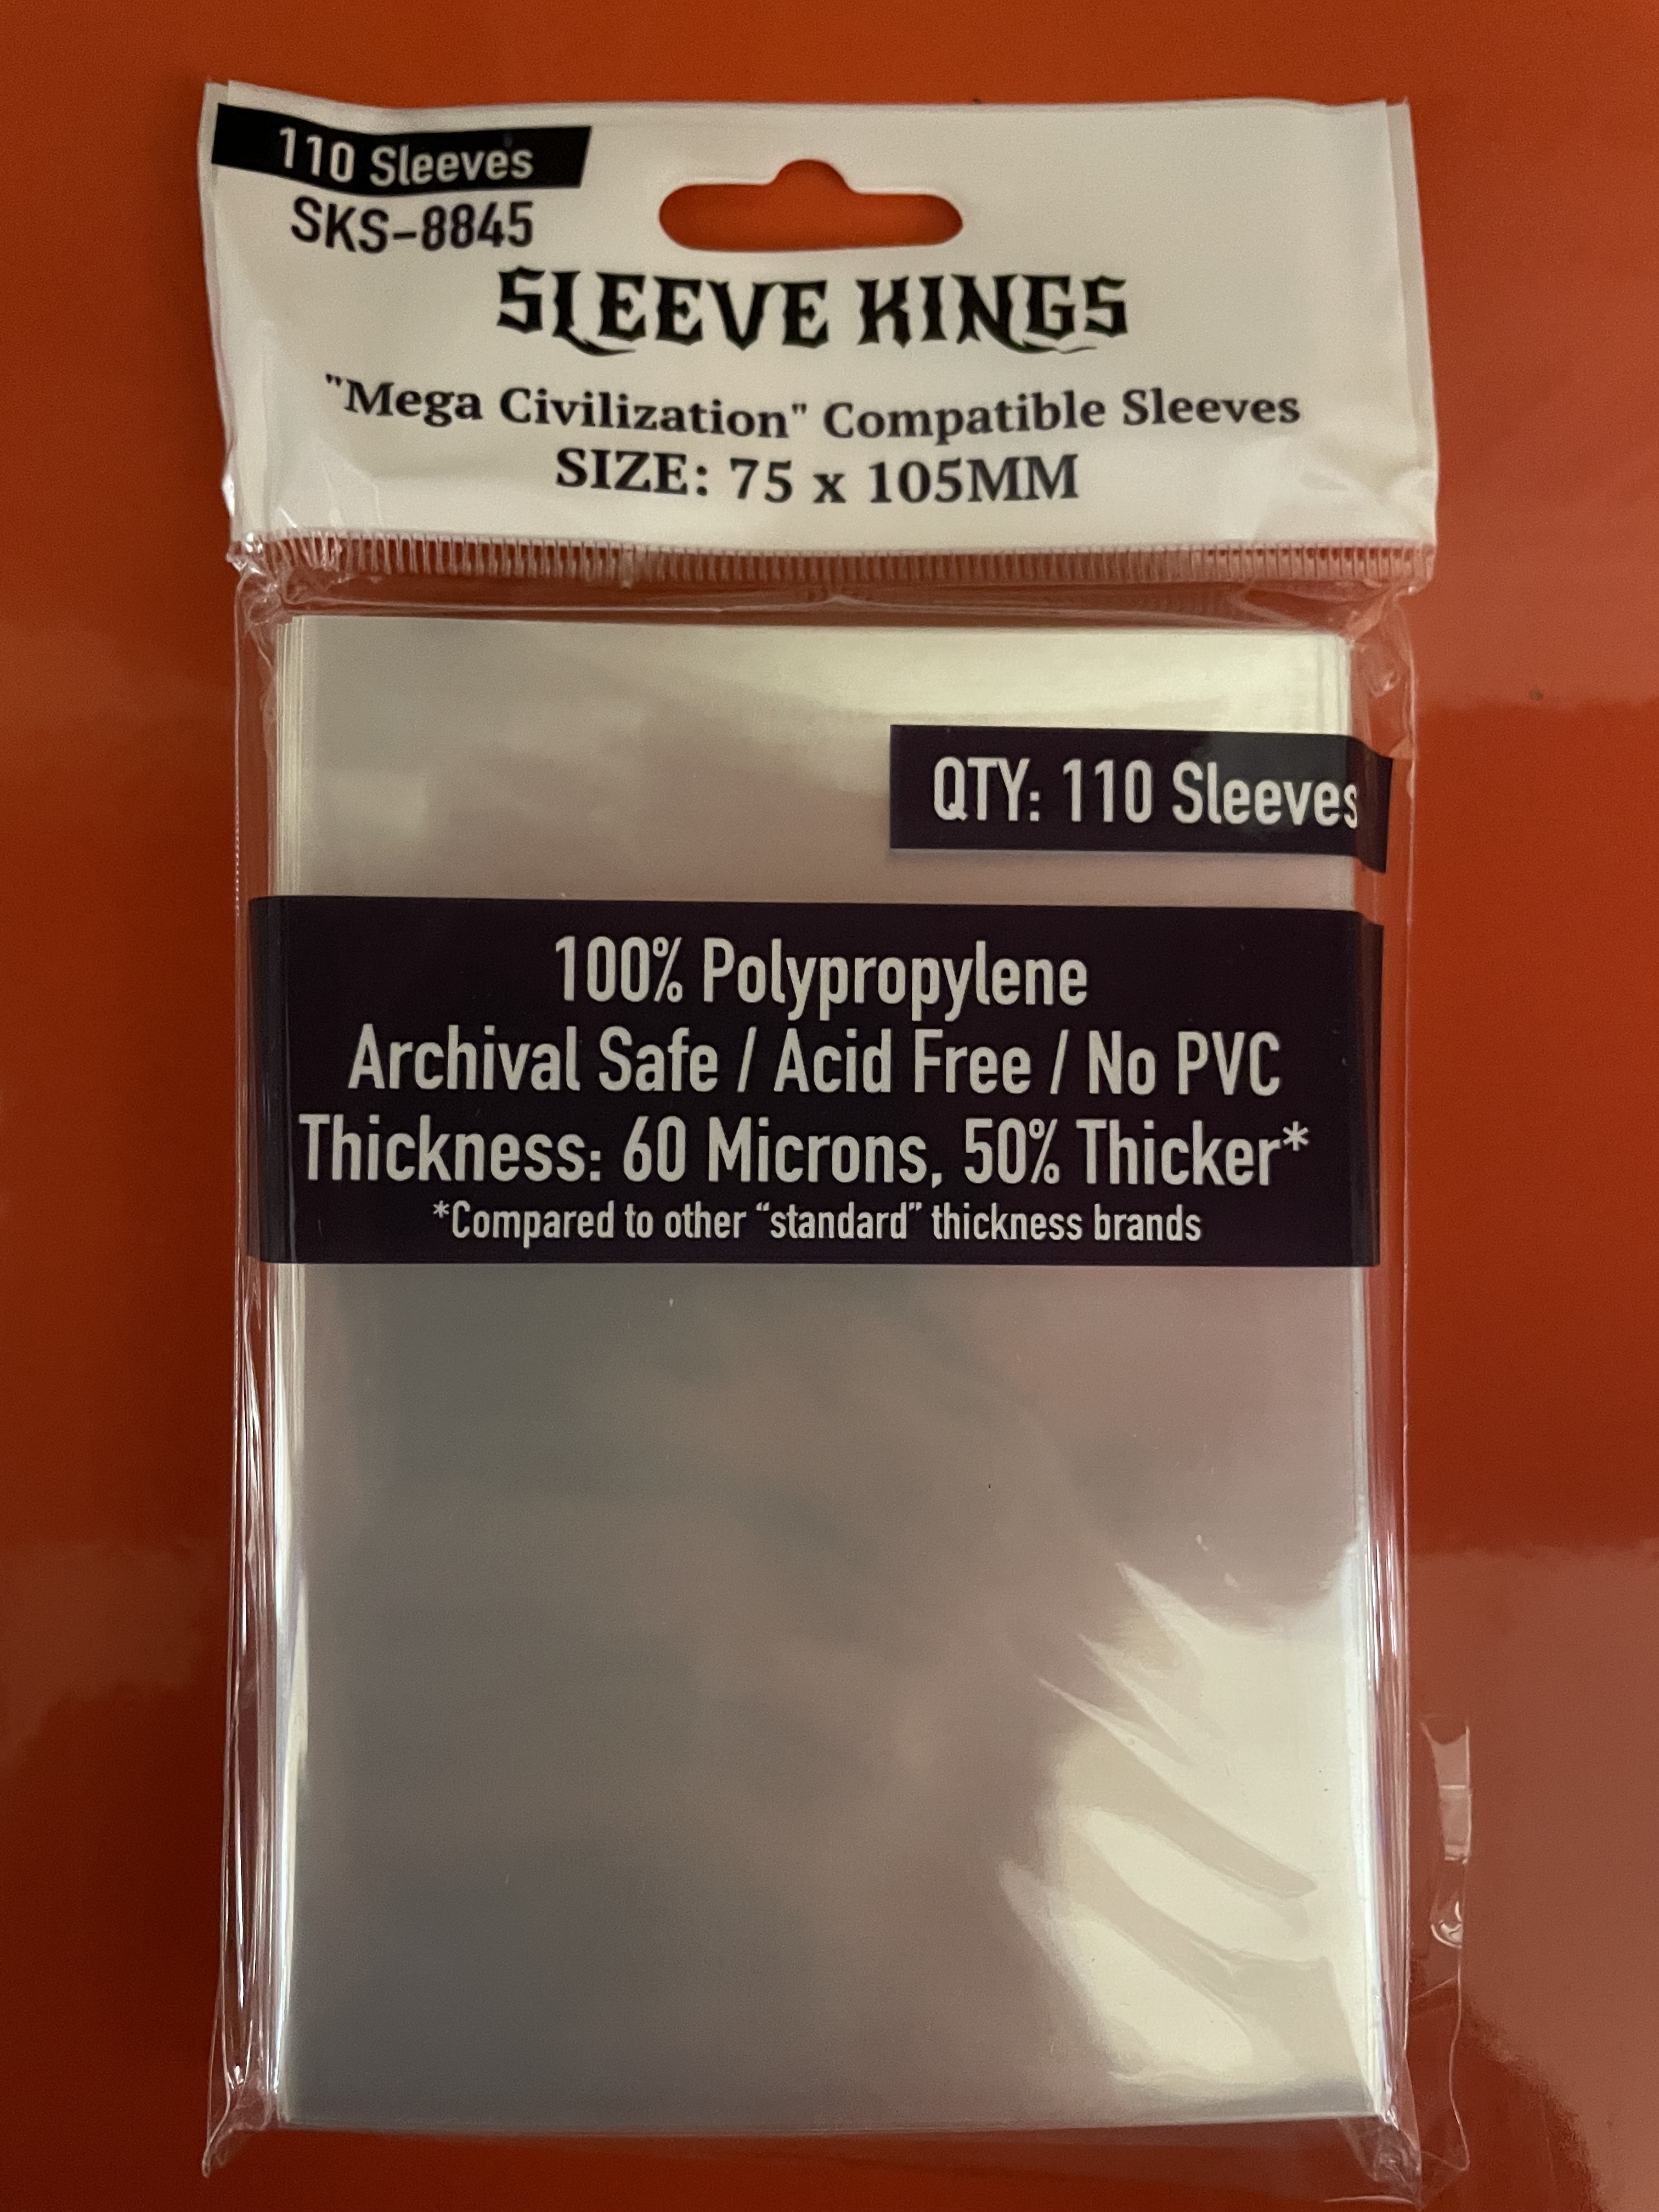 110 Sleeves
SKS-8845
SLEEVE KINGS
"Mega Civilization" Compatible Sleeves
SIZE: 75 x 105MM
QTY: 110 Sleeves
100% Polypropylene
Archival Safe / Acid Free / No PVC
Thickness: 60 Microns, 50% Thicker*
*Compared to other “standard” thickness brands